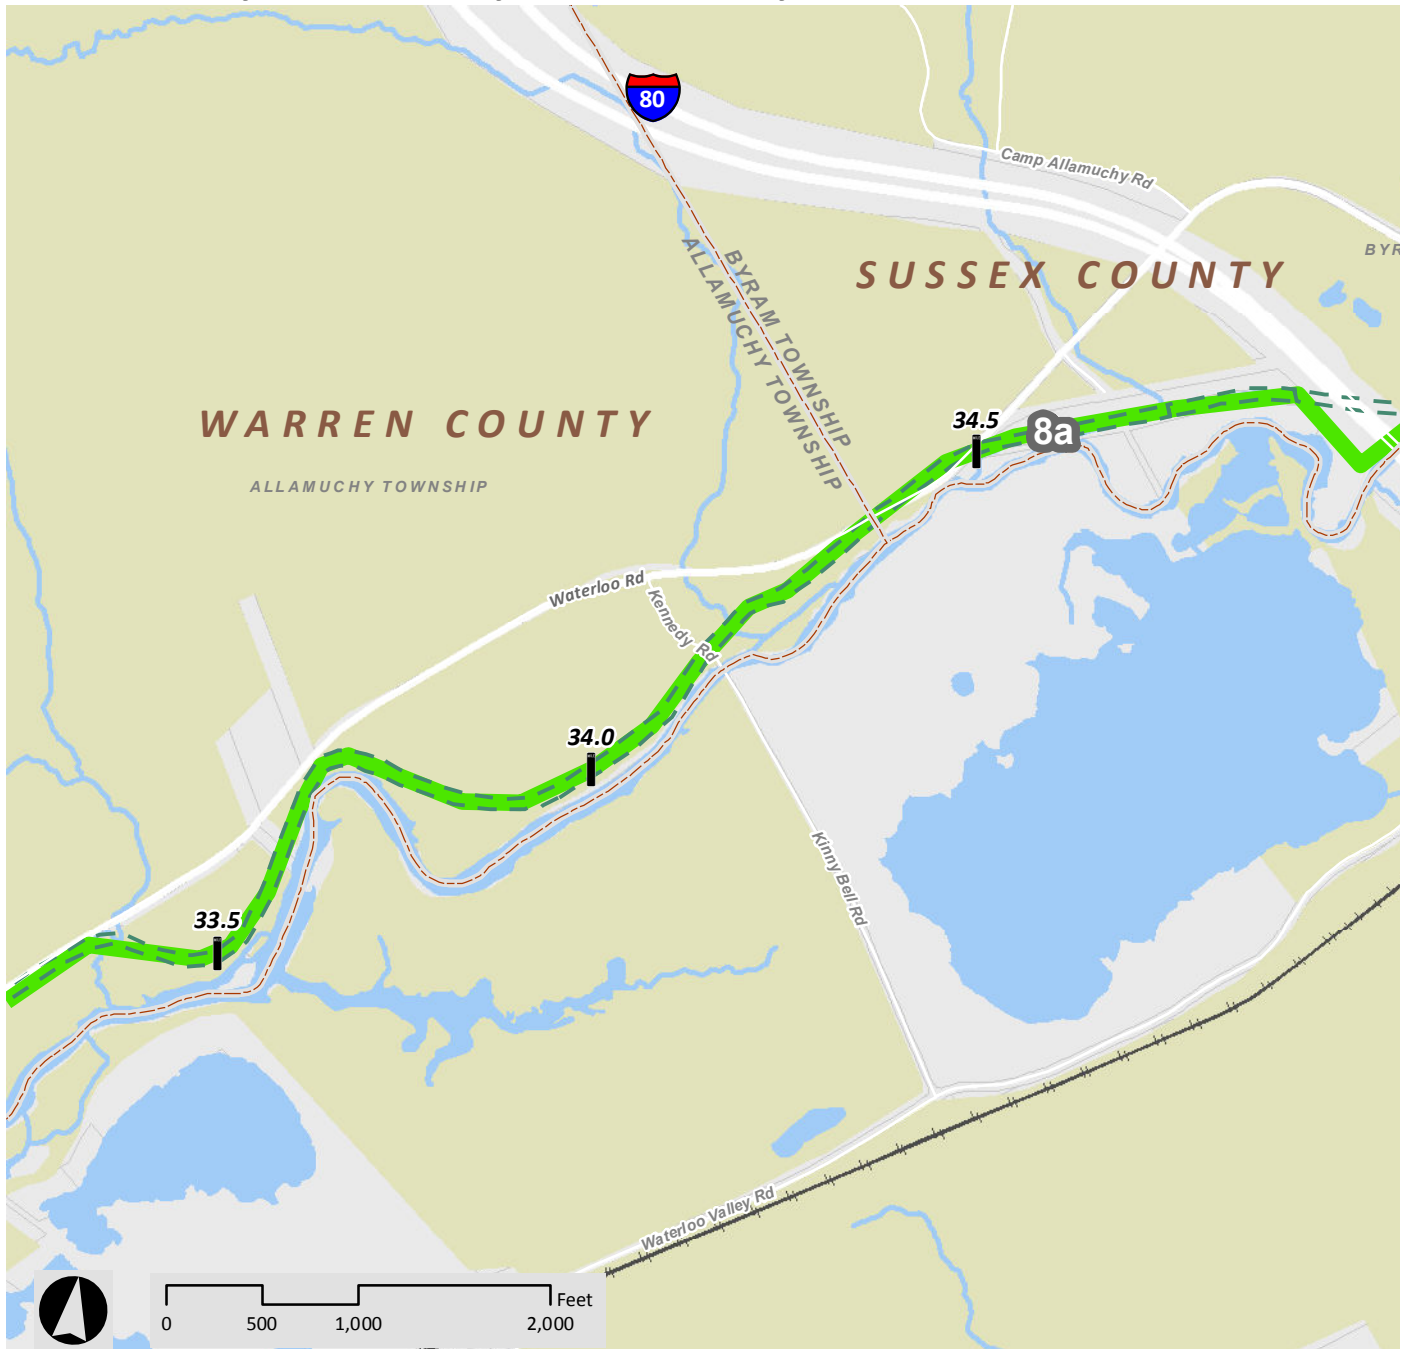 80
Camp Allamuchy Rd
BYR
SUSSEX COUNTY
BYRAM TOWNSHIP
ALLAMUCHY TOWNSHIP
WARREN COUNTY
ALLAMUCHY TOWNSHIP
34.5
8a
Waterloo Rd
Kennedy Rd
34.0
Kinny Bell Rd
33.5
Waterloo Valley Rd
Feet
0 500 1,000 2,000